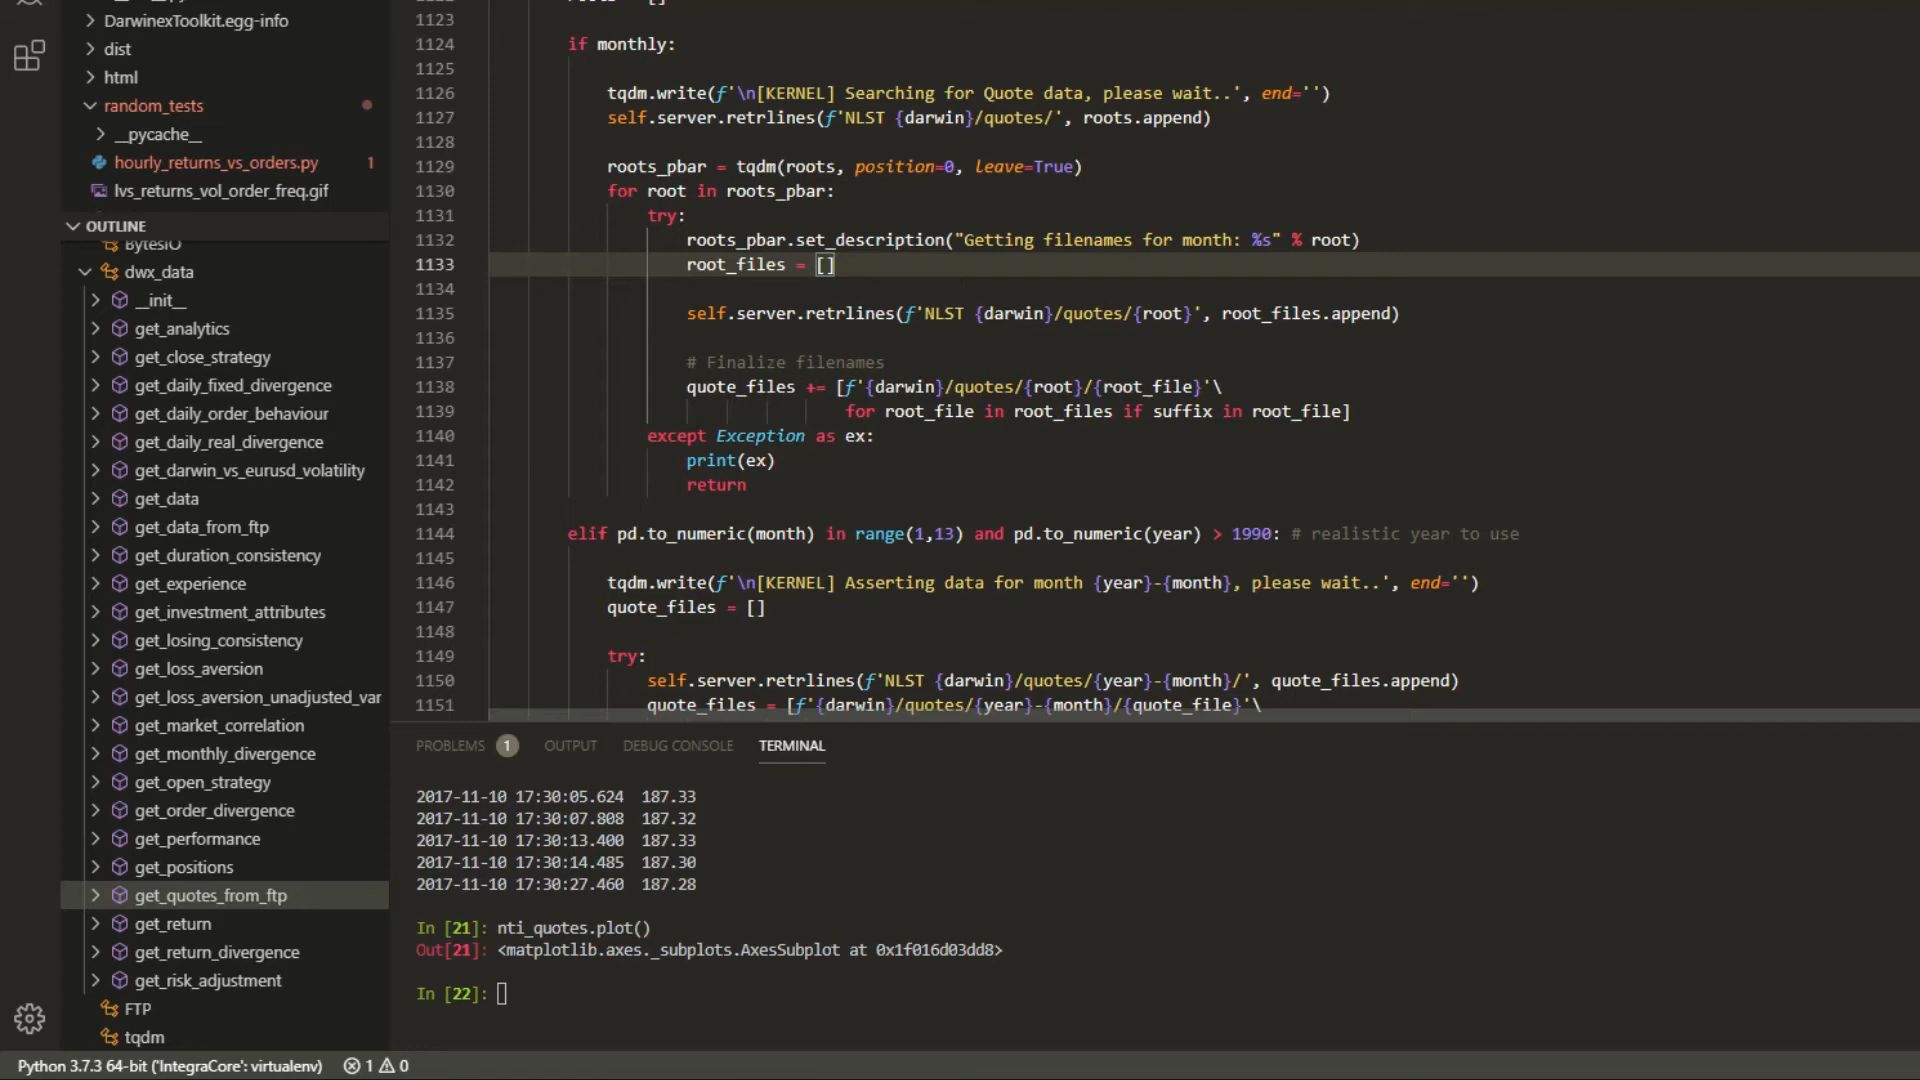 DarwinexToolkit.egg-info
dist
html
random_tests
__pycache__
hourly_returns_vs_orders.py 1
lvs_returns_vol_order_freq.gif
OUTLINE
BytesIO
dwx_data
__init__
get_analytics
get_close_strategy
get_daily_fixed_divergence
get_daily_order_behaviour
get_daily_real_divergence
get_darwin_vs_eurusd_volatility
get_data
get_data_from_ftp
get_duration_consistency
get_experience
get_investment_attributes
get_losing_consistency
get_loss_aversion
get_loss_aversion_unadjusted_var
get_market_correlation
get_monthly_divergence
get_open_strategy
get_order_divergence
get_performance
get_positions
get_quotes_from_ftp
get_return
get_return_divergence
get_risk_adjustment
FTP
tqdm
1123
1124 if monthly:
1125
1126 tqdm.write(f'\n[KERNEL] Searching for Quote data, please wait..', end='')
1127 self.server.retrlines(f'NLST {darwin}/quotes/', roots.append)
1128
1129 roots_pbar = tqdm(roots, position=0, leave=True)
1130 for root in roots_pbar:
1131 try:
1132 roots_pbar.set_description("Getting filenames for month: %s" % root)
1133 root_files = []
1134
1135 self.server.retrlines(f'NLST {darwin}/quotes/{root}', root_files.append)
1136
1137 # Finalize filenames
1138 quote_files += [f'{darwin}/quotes/{root}/{root_file}'\
1139 for root_file in root_files if suffix in root_file]
1140 except Exception as ex:
1141 print(ex)
1142 return
1143
1144 elif pd.to_numeric(month) in range(1,13) and pd.to_numeric(year) > 1990: # realistic year to use
1145
1146 tqdm.write(f'\n[KERNEL] Asserting data for month {year}-{month}, please wait..', end='')
1147 quote_files = []
1148
1149 try:
1150 self.server.retrlines(f'NLST {darwin}/quotes/{year}-{month}/', quote_files.append)
1151 quote_files = [f'{darwin}/quotes/{year}-{month}/{quote_file}'\
PROBLEMS 1 OUTPUT DEBUG CONSOLE TERMINAL
2017-11-10 17:30:05.624 187.33
2017-11-10 17:30:07.808 187.32
2017-11-10 17:30:13.400 187.33
2017-11-10 17:30:14.485 187.30
2017-11-10 17:30:27.460 187.28
In [21]: nti_quotes.plot()
Out[21]: <matplotlib.axes._subplots.AxesSubplot at 0x1f016d03dd8>
In [22]:
Python 3.7.3 64-bit ('IntegraCore': virtualenv) 1 0